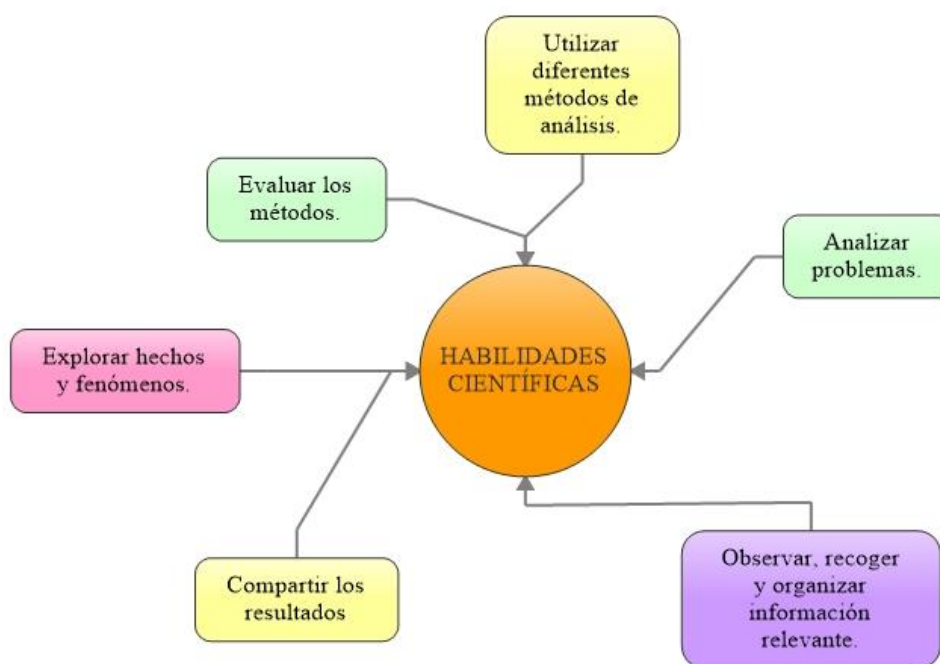 Utilizar
diferentes
métodos de
análisis.
Evaluar los
métodos.
Analizar
problemas.
HABILIDADES
CIENTÍFICAS
Explorar hechos
y fenómenos.
Compartir los
resultados
Observar, recoger
y organizar
información
relevante.